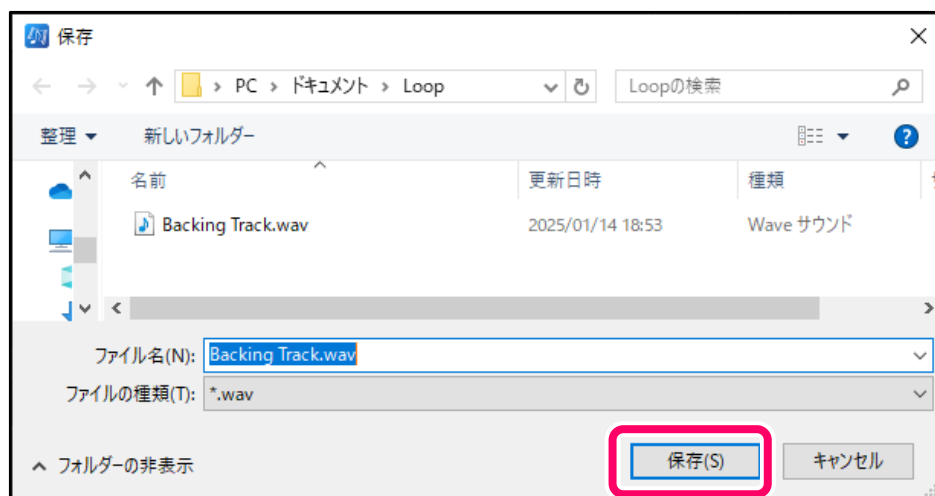 保存
PC › ドキュメント › Loop
Loopの検索
整理
新しいフォルダー
?
名前
更新日時
種類
Backing Track.wav
2025/01/14 18:53
Wave サウンド
ファイル名(N):
Backing Track.wav
ファイルの種類(T):
*.wav
フォルダーの非表示
保存(S)
キャンセル